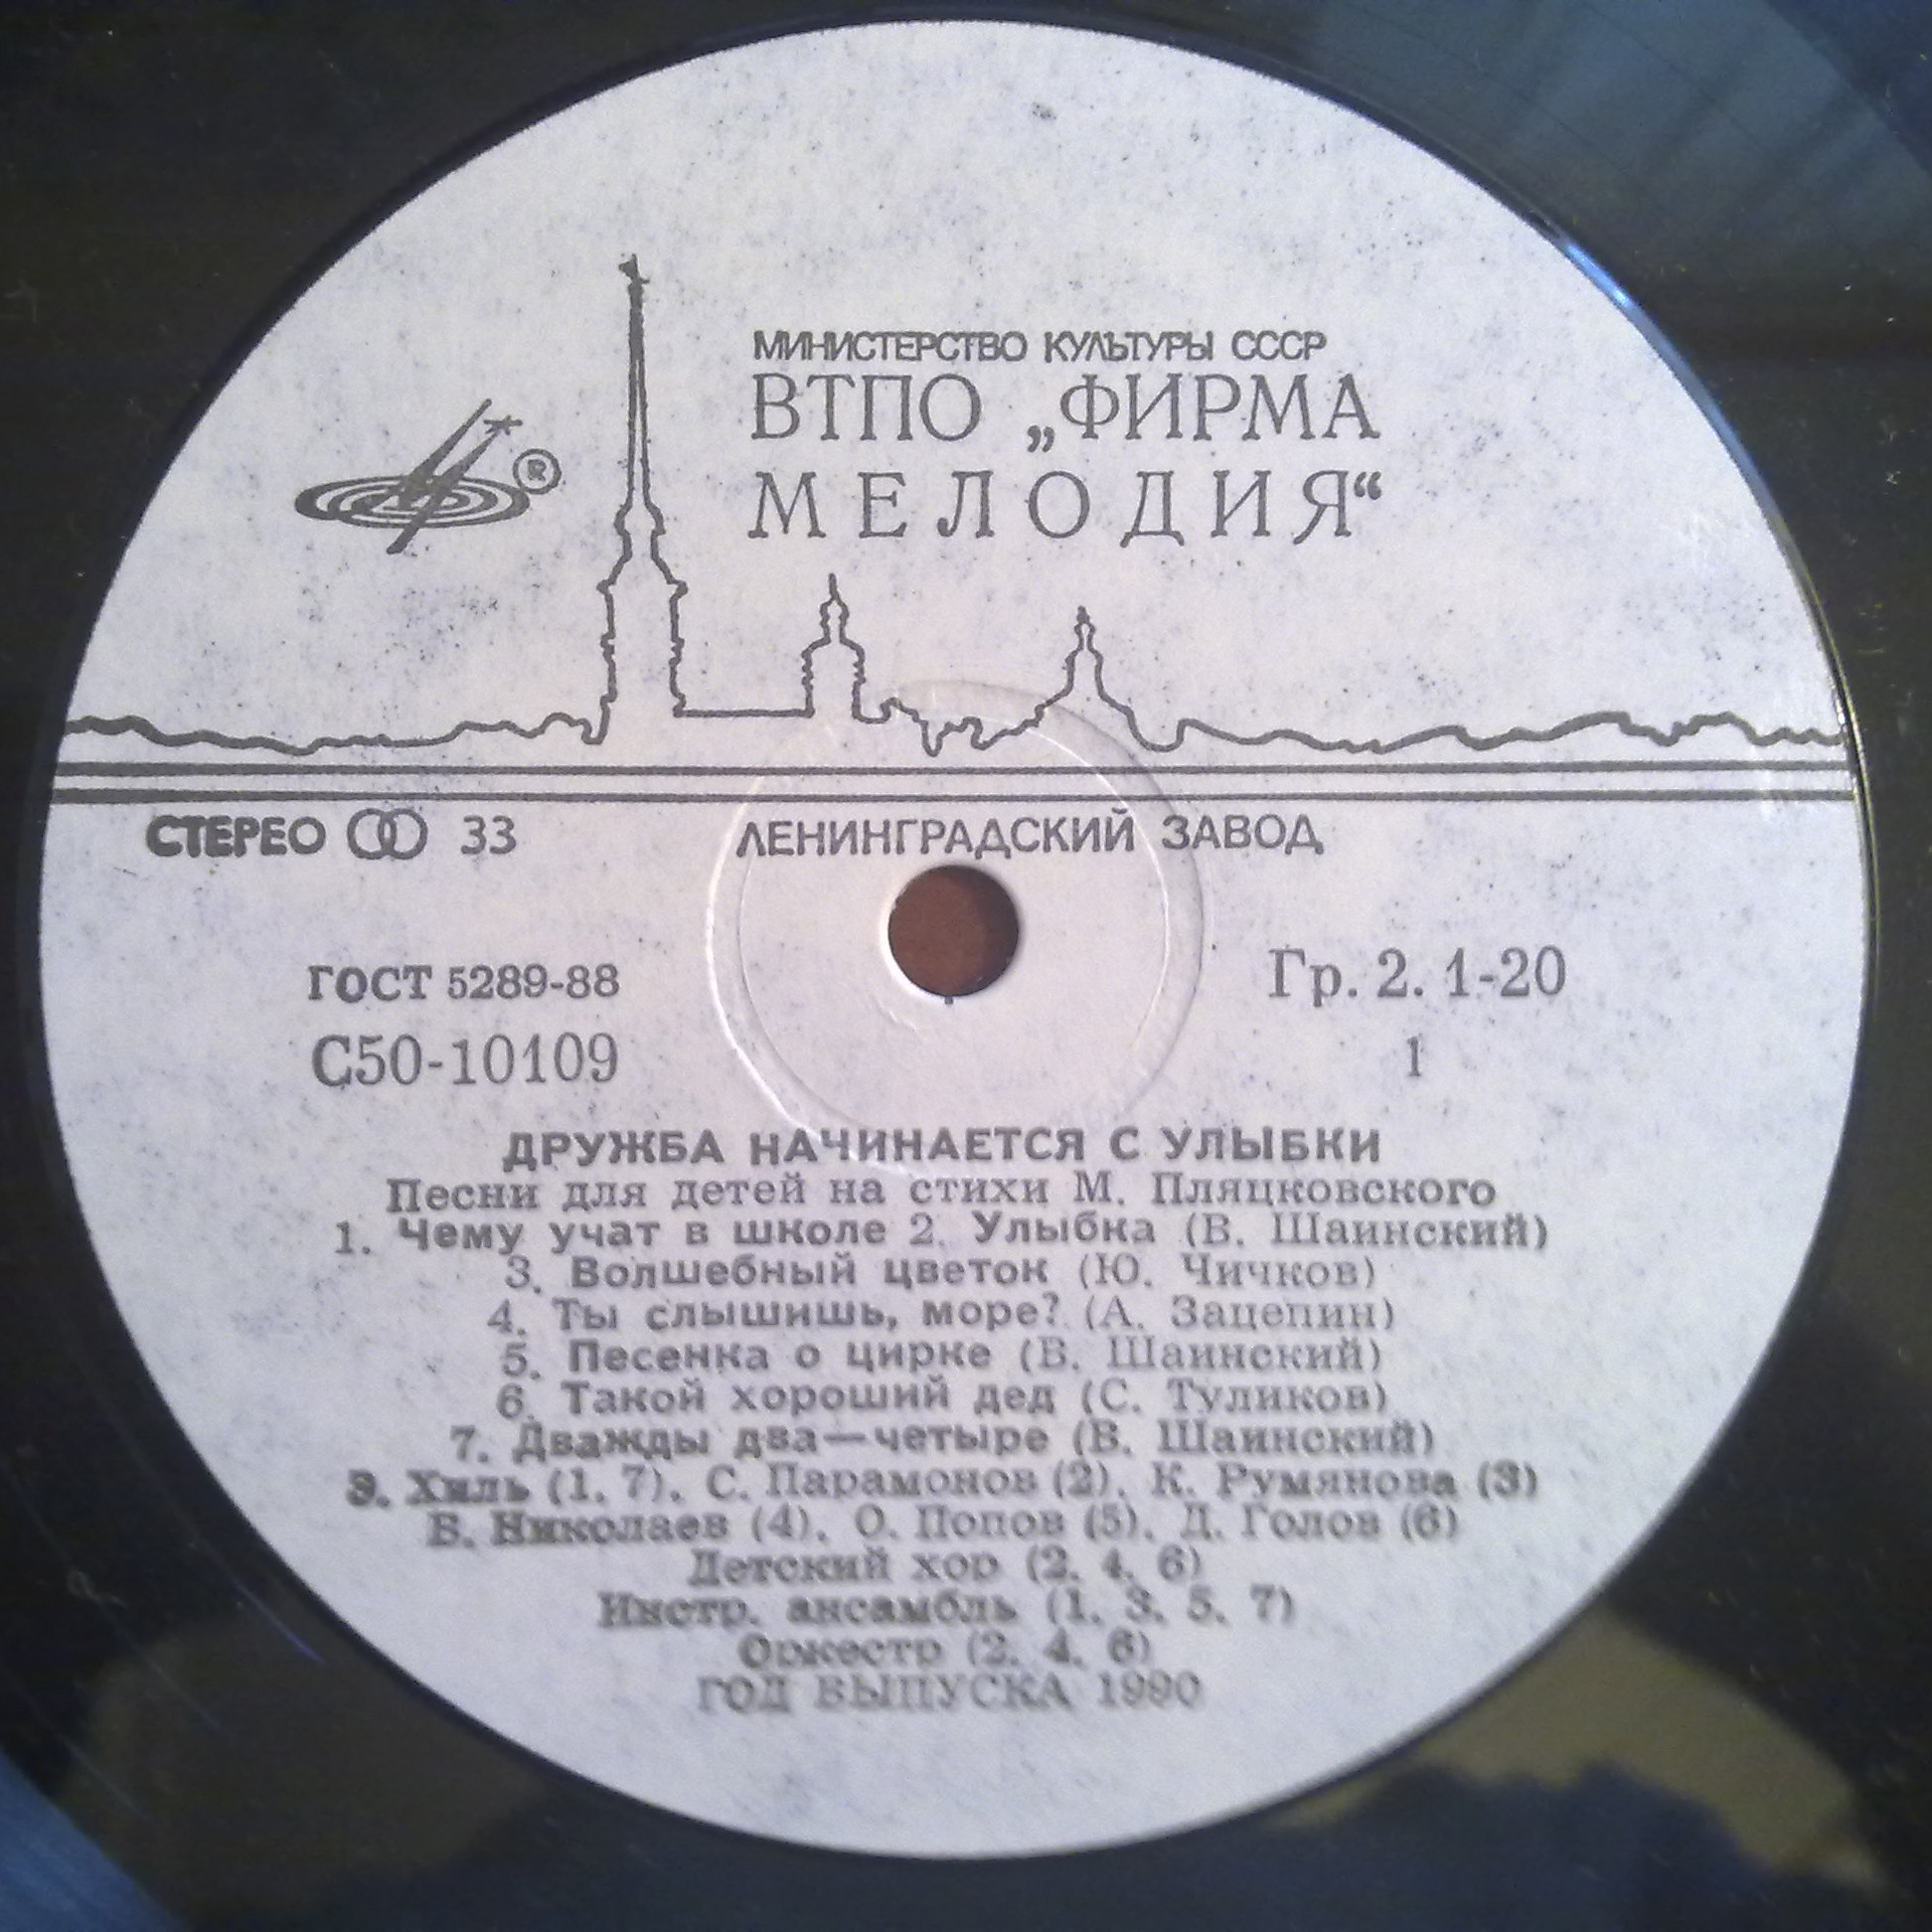 МИНИСТЕРСТВО КУЛЬТУРЫ СССР
ВТПО „ФИРМА
МЕЛОДИЯ“
®
СТЕРЕО 33
ЛЕНИНГРАДСКИЙ ЗАВОД
ГОСТ 5289-88
Гр. 2. 1-20
С50-10109
1
ДРУЖБА НАЧИНАЕТСЯ С УЛЫБКИ
Песни для детей на стихи М. Пляцковского
1. Чему учат в школе 2. Улыбка (В. Шаинский)
3. Волшебный цветок (Ю. Чичков)
4. Ты слышишь, море? (А. Зацепин)
5. Песенка о цирке (В. Шаинский)
6. Такой хороший дед (С. Туликов)
7. Дважды два—четыре (В. Шаинский)
Э. Хиль (1, 7), С. Парамонов (2), К. Румянова (3)
В. Николаев (4), О. Попов (5), Д. Голов (6)
Детский хор (2, 4, 6)
Инстр. ансамбль (1, 3, 5, 7)
Оркестр (2, 4, 6)
ГОД ВЫПУСКА 1990